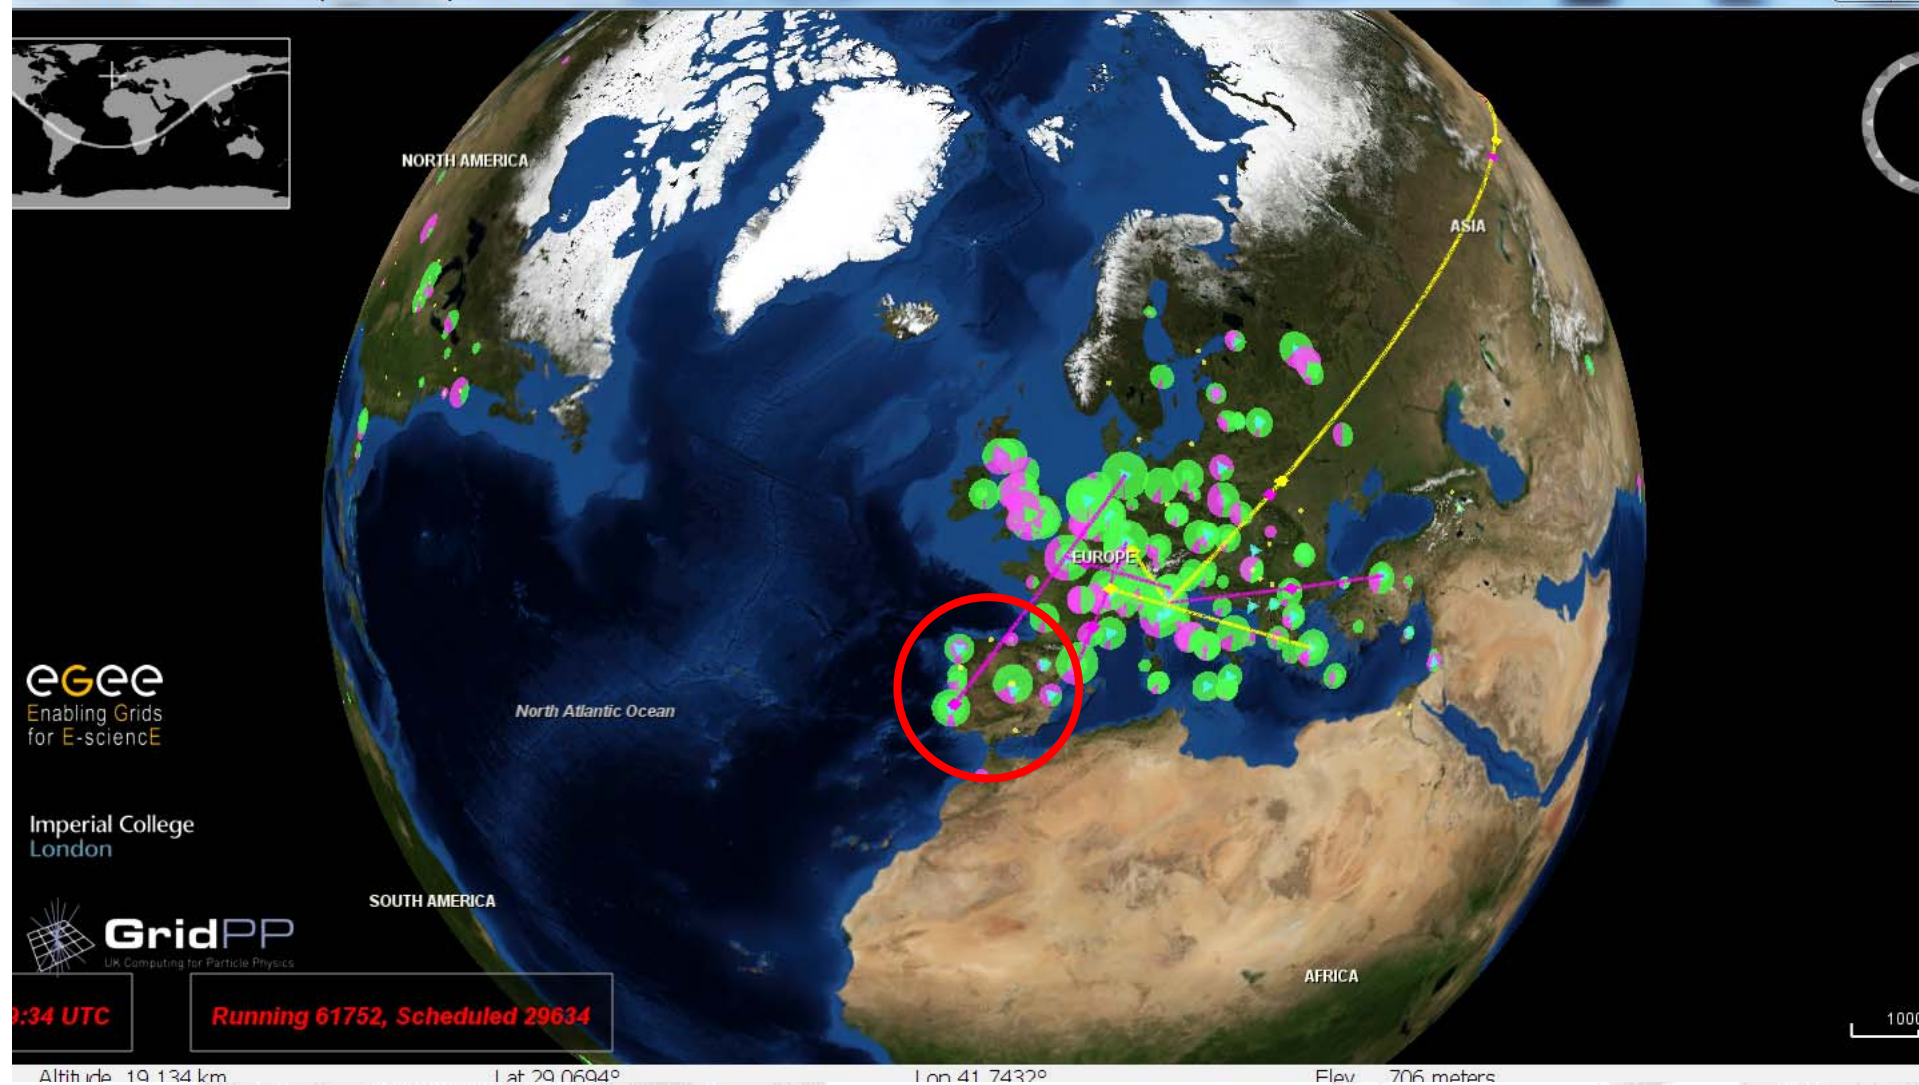 NORTH AMERICA
ASIA
EUROPE
egee
Enabling Grids
for E-sciencE
North Atlantic Ocean
Imperial College
London
SOUTH AMERICA
GridPP
UK Computing for Particle Physics
AFRICA
9:34 UTC
Running 61752, Scheduled 29634
1000
Altitude 19,134 km
Lat 29.0694°
Lon 41.7432°
Elev 706 meters